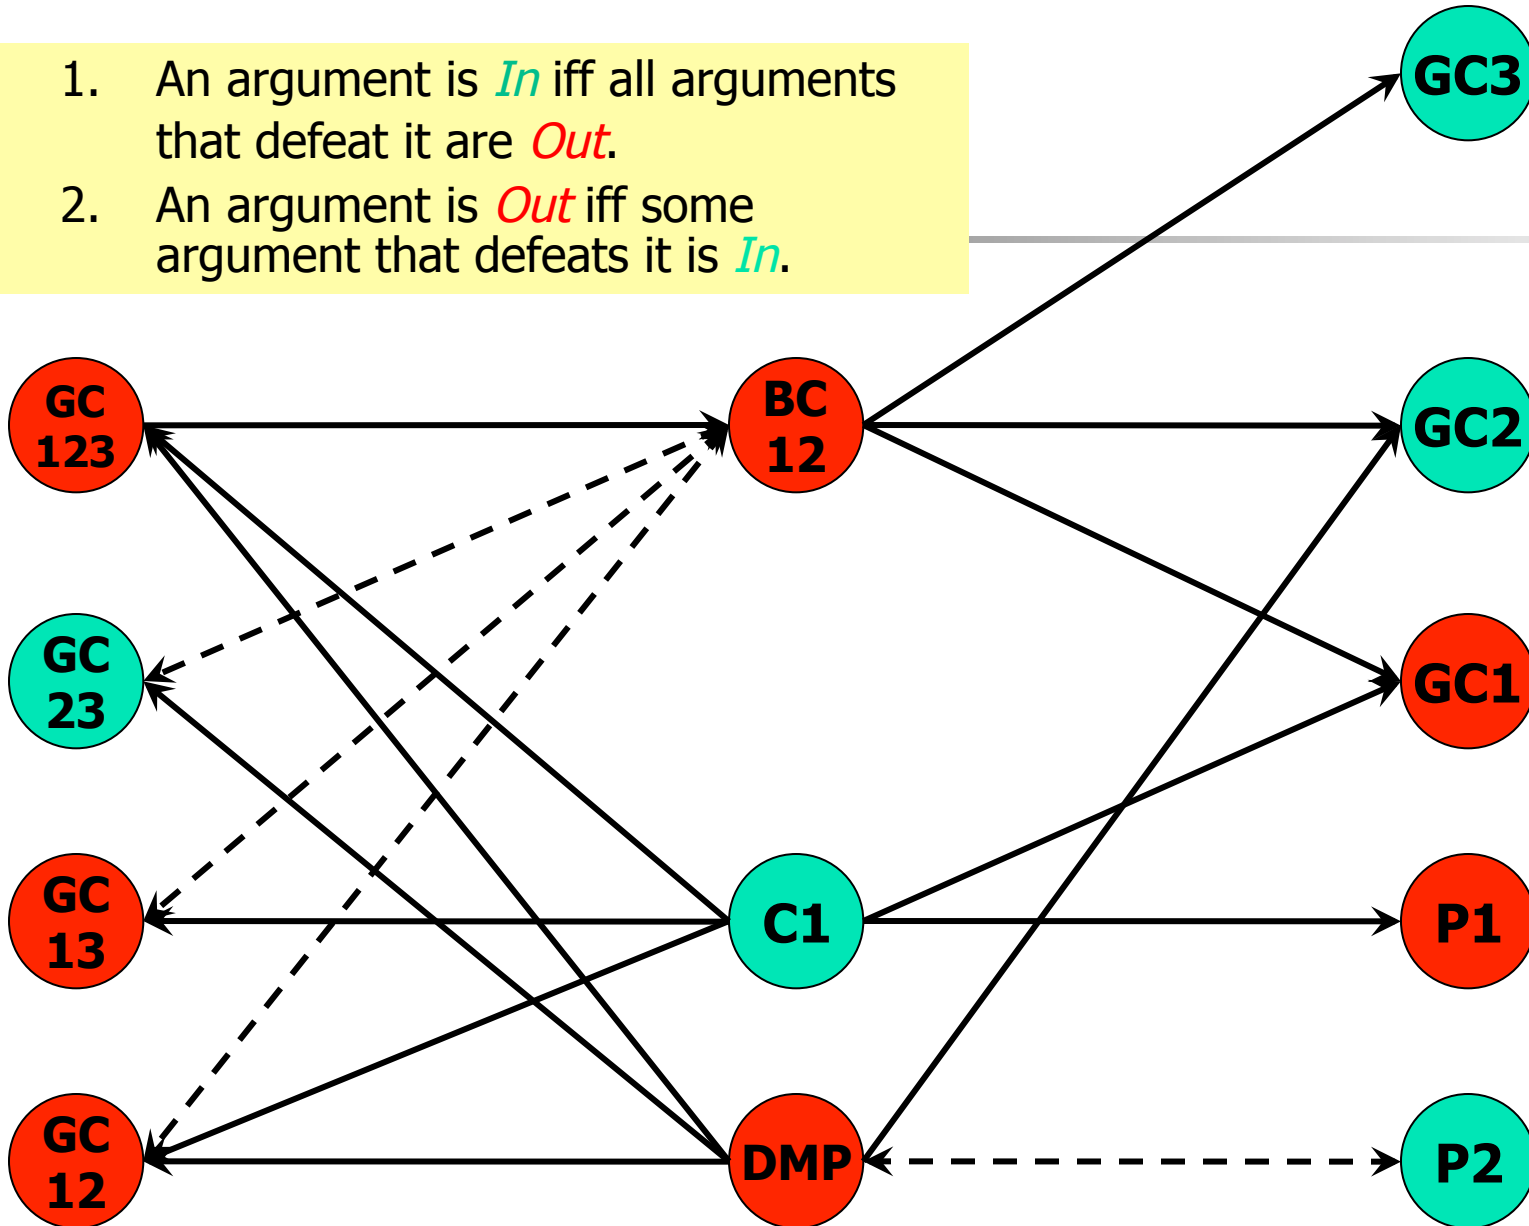 1. An argument is In iff all arguments
that defeat it are Out.
2. An argument is Out iff some
argument that defeats it is In.
GC3
GC
123
BC
12
GC2
GC
23
GC1
GC
13
C1
P1
GC
12
DMP
P2